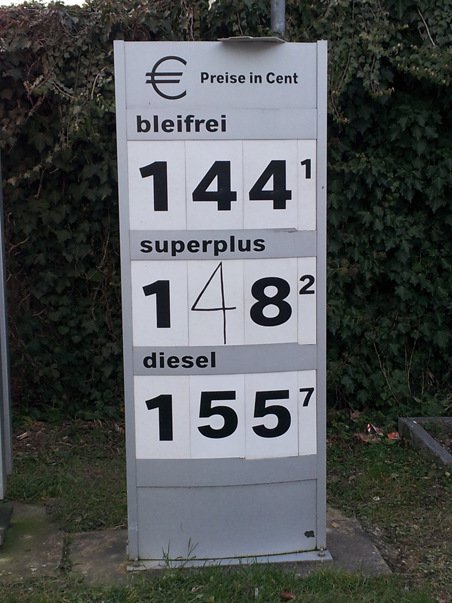 € Preise in Cent
bleifrei
144 1
superplus
148 2
diesel
155 7